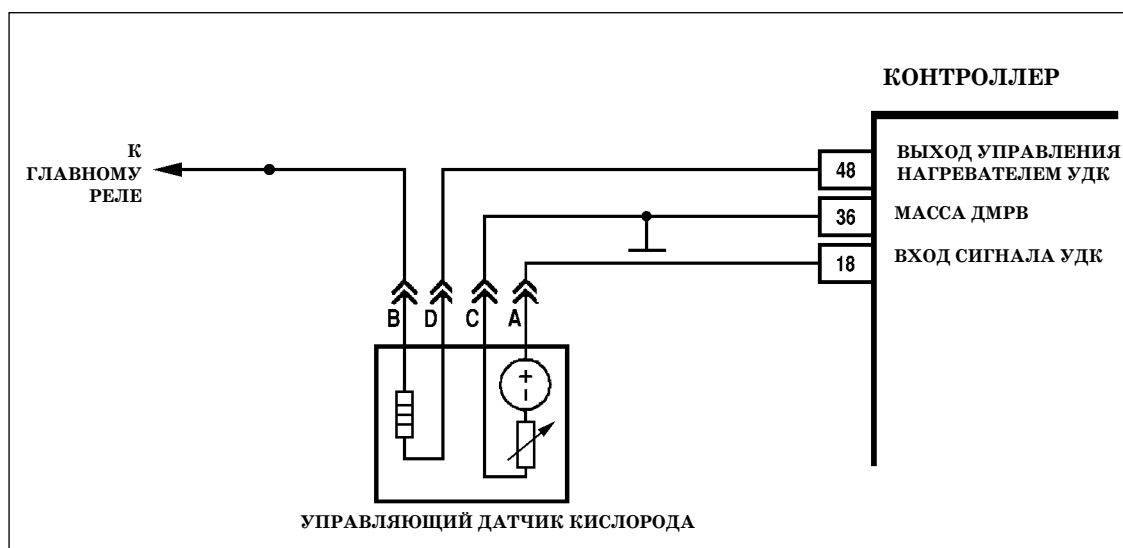 КОНТРОЛЛЕР
К
ГЛАВНОМУ
РЕЛЕ
48
ВЫХОД УПРАВЛЕНИЯ
НАГРЕВАТЕЛЕМ УДК
36
МАССА ДМРВ
18
ВХОД СИГНАЛА УДК
B D C A
+
–
УПРАВЛЯЮЩИЙ ДАТЧИК КИСЛОРОДА